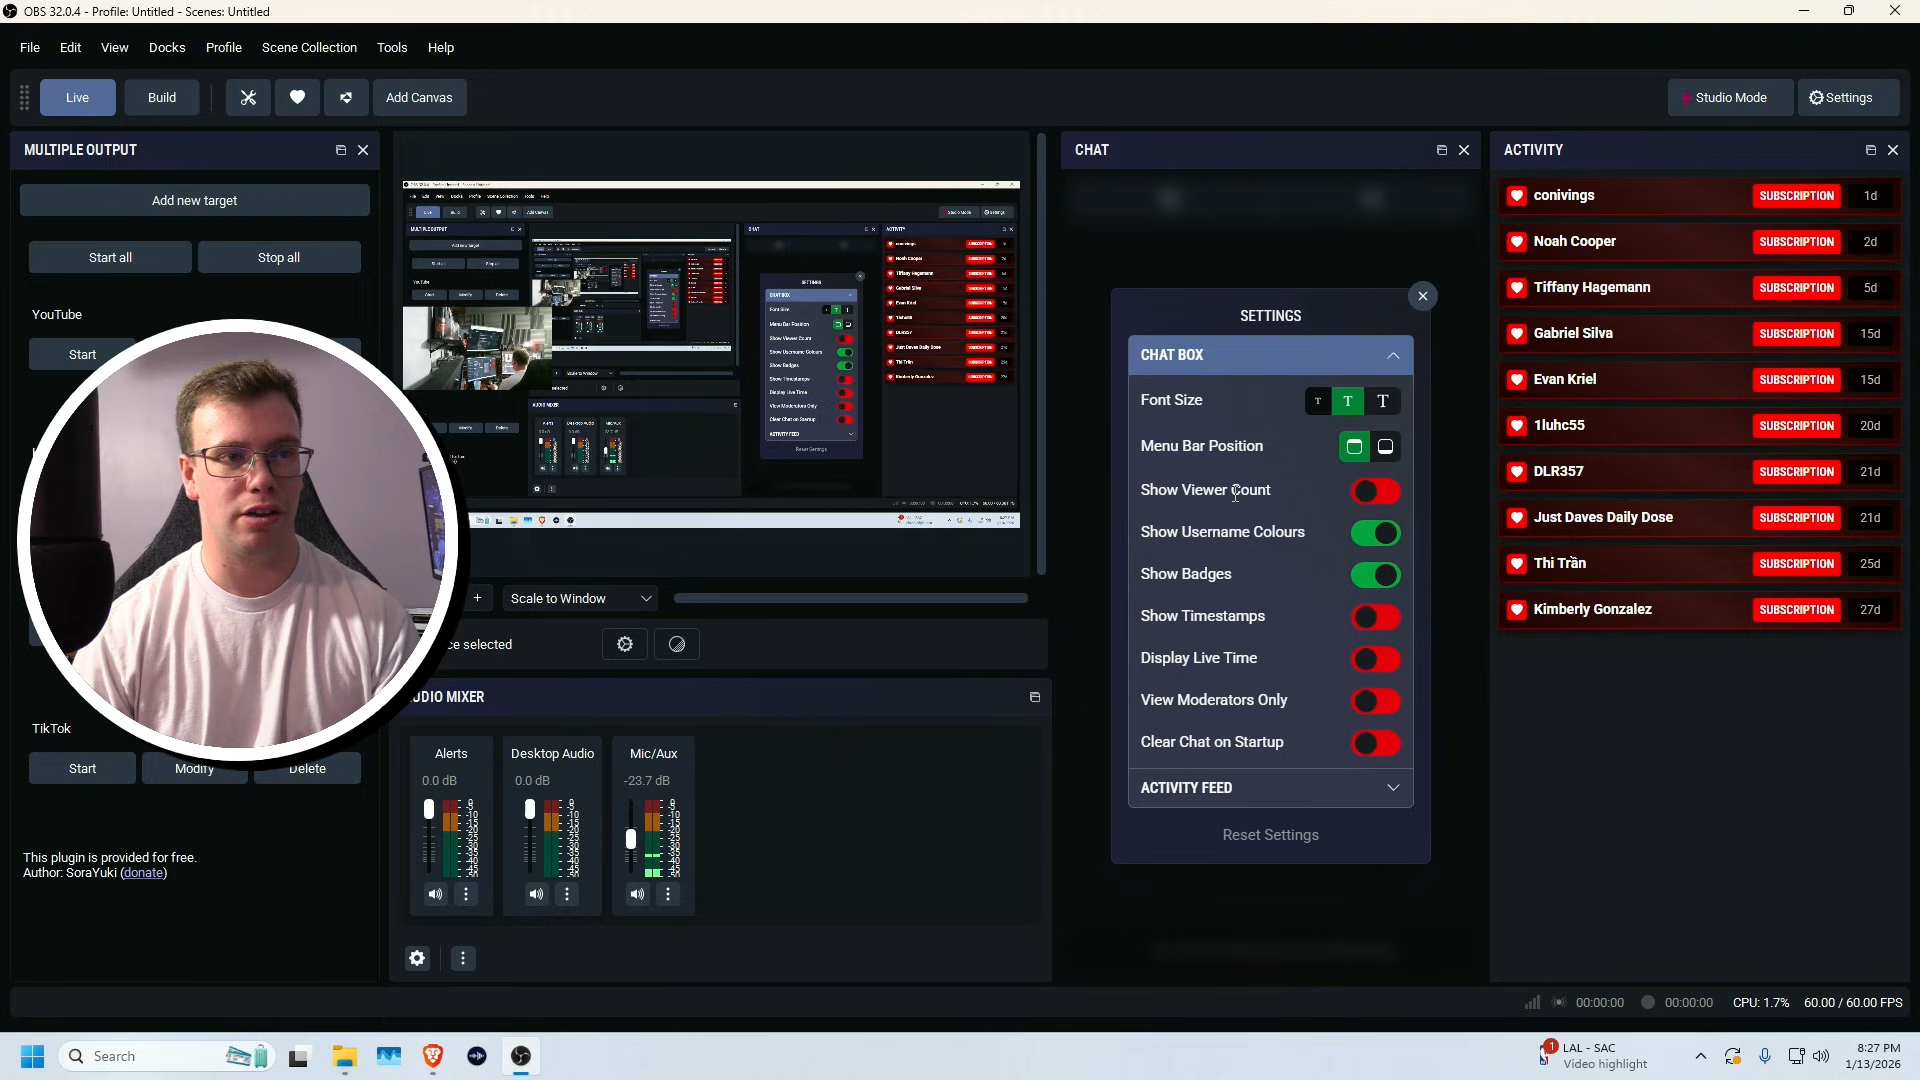 OBS 32.0.4 - Profile: Untitled - Scenes: Untitled
File Edit View Docks Profile Scene Collection Tools Help
Live Build Add Canvas Studio Mode Settings
MULTIPLE OUTPUT
Add new target
Start all Stop all
YouTube
Start
TikTok
Start Modify Delete
This plugin is provided for free.
Author: SoraYuki (donate)
+ Scale to Window
ce selected
UDIO MIXER
Alerts Desktop Audio Mic/Aux
0.0 dB 0.0 dB -23.7 dB
CHAT
SETTINGS
CHAT BOX
Font Size T T T
Menu Bar Position
Show Viewer Count
Show Username Colours
Show Badges
Show Timestamps
Display Live Time
View Moderators Only
Clear Chat on Startup
ACTIVITY FEED
Reset Settings
ACTIVITY
conivings SUBSCRIPTION 1d
Noah Cooper SUBSCRIPTION 2d
Tiffany Hagemann SUBSCRIPTION 5d
Gabriel Silva SUBSCRIPTION 15d
Evan Kriel SUBSCRIPTION 15d
1luhc55 SUBSCRIPTION 20d
DLR357 SUBSCRIPTION 21d
Just Daves Daily Dose SUBSCRIPTION 21d
Thi Trần SUBSCRIPTION 25d
Kimberly Gonzalez SUBSCRIPTION 27d
00:00:00 00:00:00 CPU: 1.7% 60.00 / 60.00 FPS
Search
1 LAL - SAC
Video highlight
8:27 PM
1/13/2026